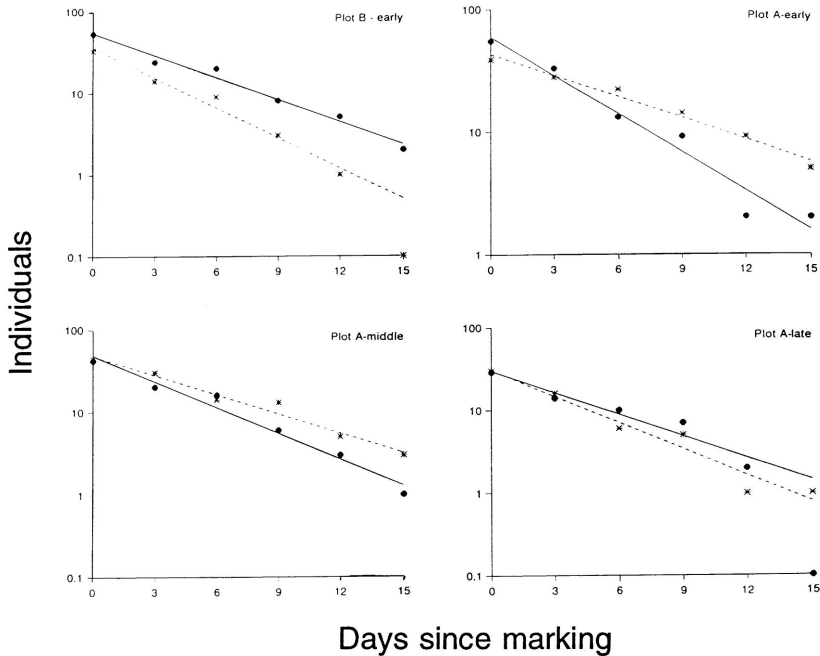 Individuals
Plot B - early
100
10
1
0.1
0 3 6 9 12 15
Plot A-early
100
10
1
0 3 6 9 12 15
Plot A-middle
100
10
1
0.1
0 3 6 9 12 15
Plot A-late
100
10
1
0.1
0 3 6 9 12 15
Days since marking